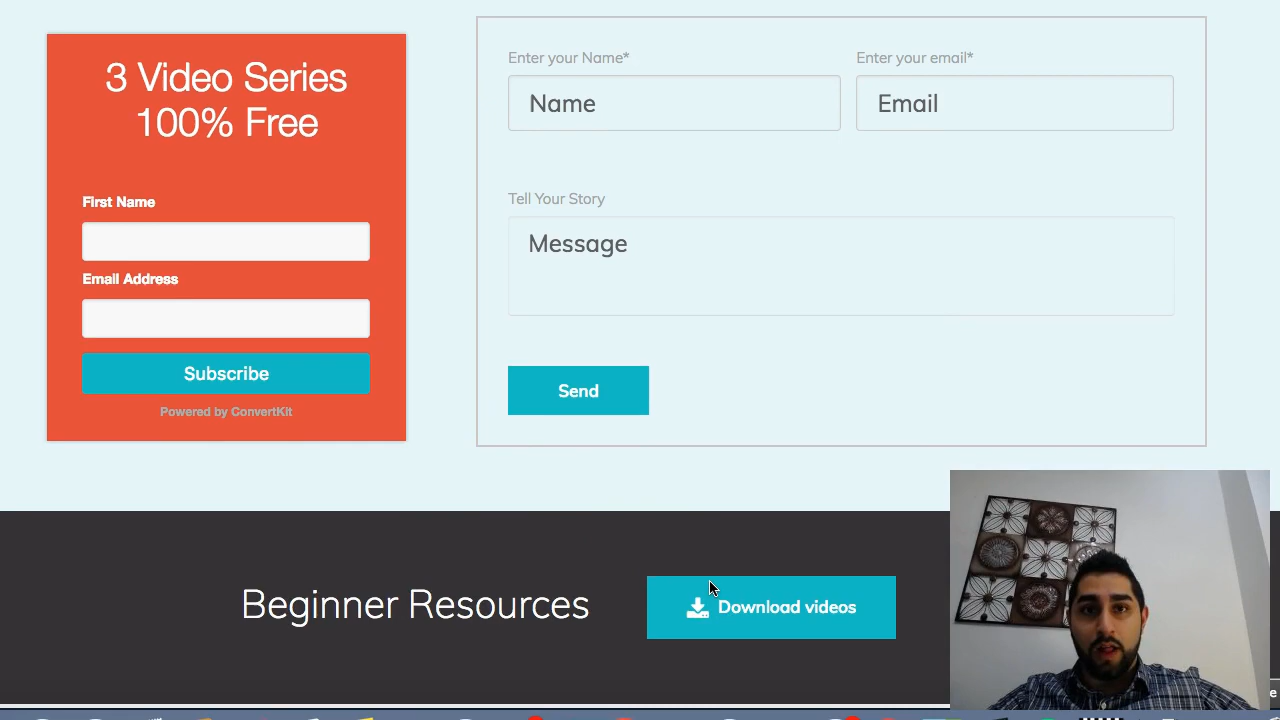 3 Video Series
100% Free
First Name
Email Address
Subscribe
Powered by ConvertKit
Enter your Name*
Enter your email*
Name
Email
Tell Your Story
Message
Send
Beginner Resources
Download videos